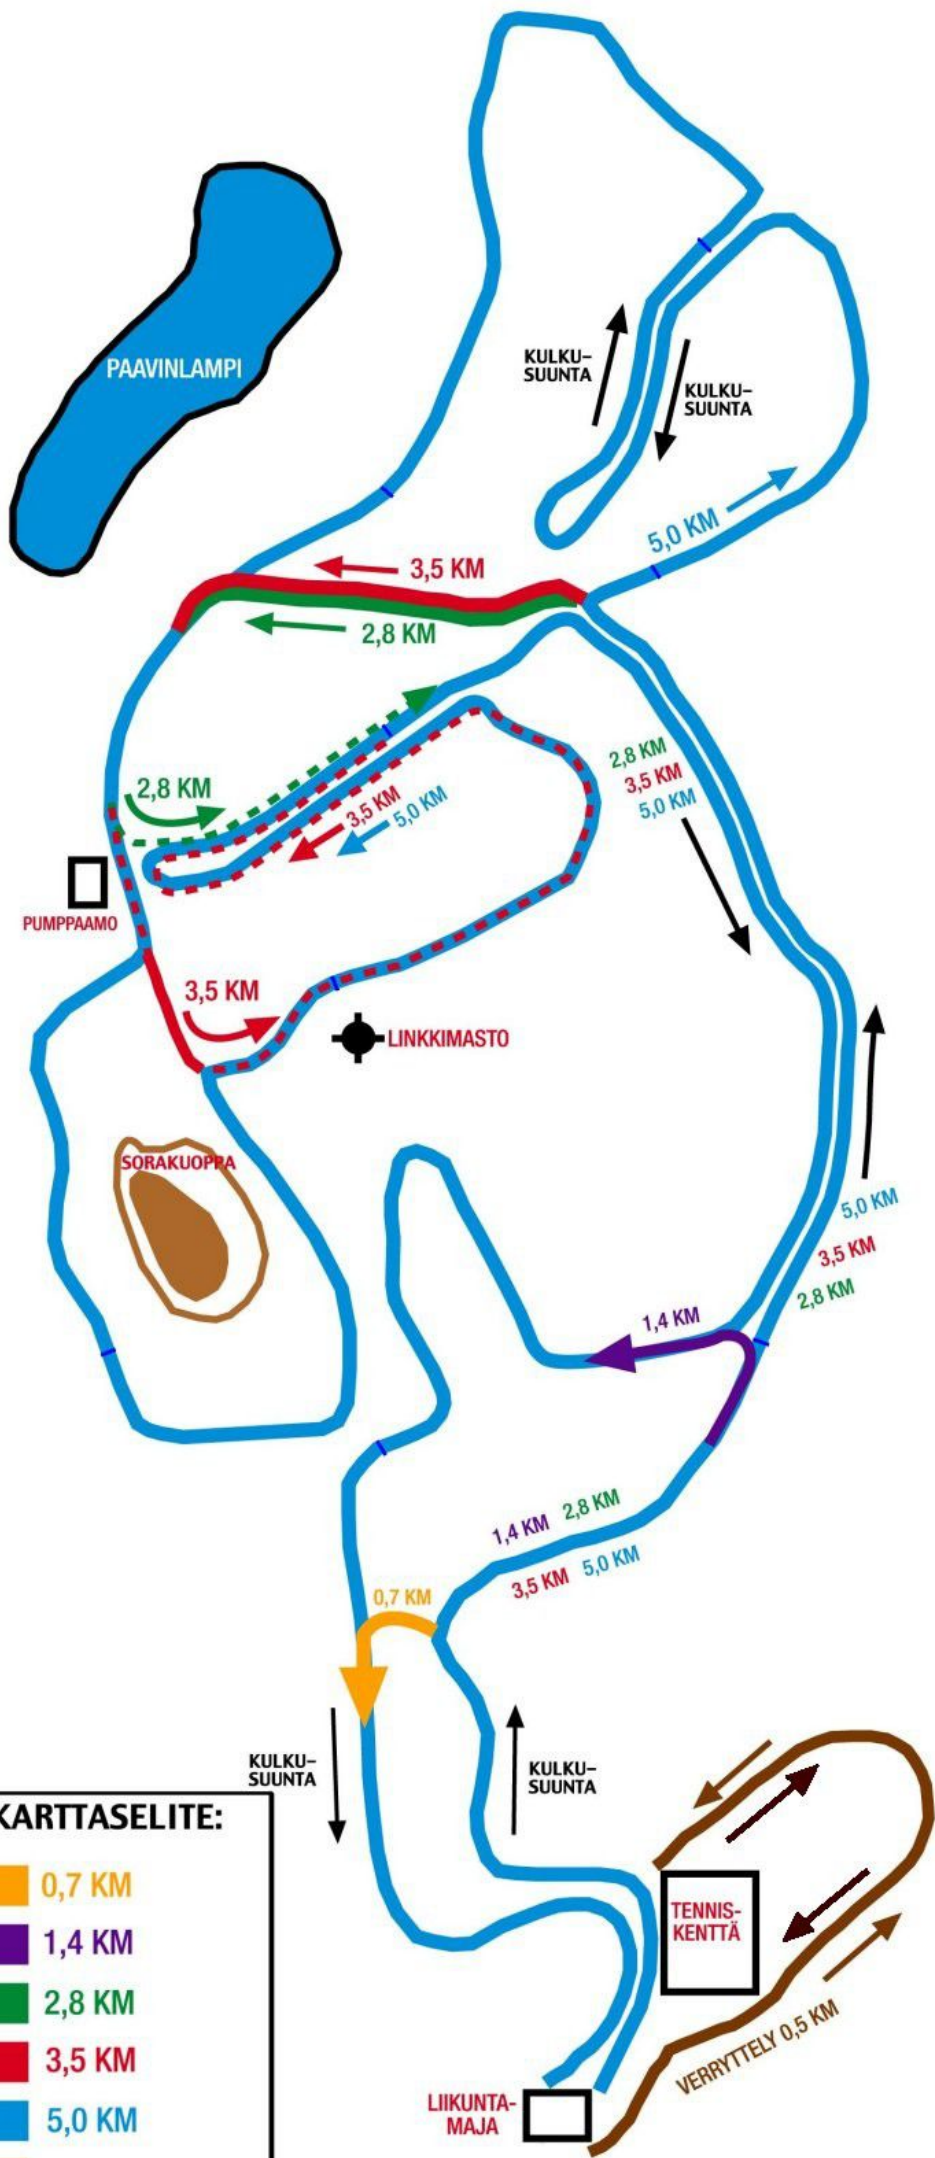 PAAVINLAMPI
KULKU-
SUUNTA
KULKU-
SUUNTA
5,0 KM
3,5 KM
2,8 KM
2,8 KM
3,5 KM
5,0 KM
2,8 KM
3,5 KM
5,0 KM
PUMPPAAMO
3,5 KM
LINKKIMASTO
SORAKUOPPA
5,0 KM
3,5 KM
2,8 KM
1,4 KM
1,4 KM 2,8 KM
3,5 KM 5,0 KM
0,7 KM
KULKU-
SUUNTA
KULKU-
SUUNTA
KARTTASELITE:
0,7 KM
1,4 KM
2,8 KM
3,5 KM
5,0 KM
TENNIS-
KENTTÄ
VERRYTTELY 0,5 KM
LIIKUNTA-
MAJA